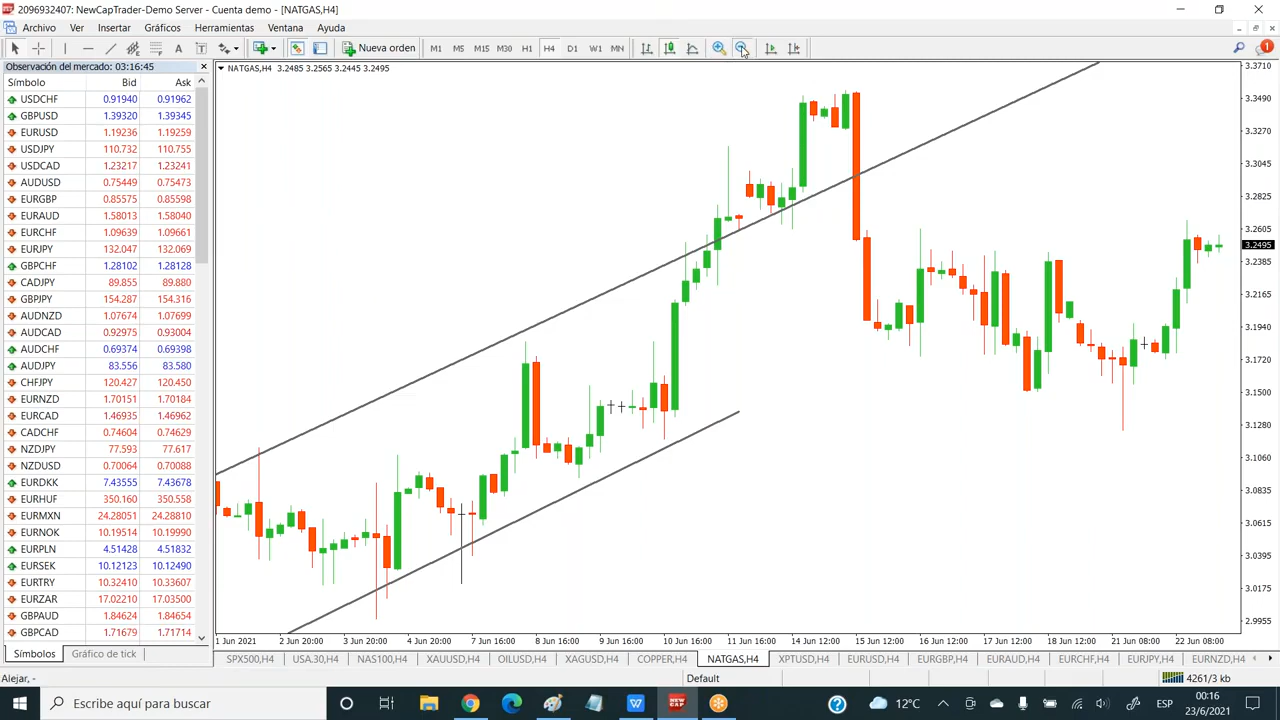 2096932407: NewCapTrader-Demo Server - Cuenta demo - [NATGAS,H4]
Archivo Ver Insertar Gráficos Herramientas Ventana Ayuda
A T Nueva orden M1 M5 M15 M30 H1 H4 D1 W1 MN 1
Observación del mercado: 03:16:45
Símbolo Bid Ask
USDCHF 0.91940 0.91962
GBPUSD 1.39320 1.39345
EURUSD 1.19236 1.19259
USDJPY 110.732 110.755
USDCAD 1.23217 1.23241
AUDUSD 0.75449 0.75473
EURGBP 0.85575 0.85598
EURAUD 1.58013 1.58040
EURCHF 1.09639 1.09661
EURJPY 132.047 132.069
GBPCHF 1.28102 1.28128
CADJPY 89.855 89.880
GBPJPY 154.287 154.316
AUDNZD 1.07674 1.07699
AUDCAD 0.92975 0.93004
AUDCHF 0.69374 0.69398
AUDJPY 83.556 83.580
CHFJPY 120.427 120.450
EURNZD 1.70151 1.70184
EURCAD 1.46935 1.46962
CADCHF 0.74604 0.74629
NZDJPY 77.593 77.617
NZDUSD 0.70064 0.70088
EURDKK 7.43555 7.43678
EURHUF 350.160 350.558
EURMXN 24.28051 24.28810
EURNOK 10.19514 10.19990
EURPLN 4.51428 4.51832
EURSEK 10.12123 10.12490
EURTRY 10.32410 10.33607
EURZAR 17.02210 17.03500
GBPAUD 1.84624 1.84654
GBPCAD 1.71679 1.71714
Símbolos Gráfico de tick
NATGAS,H4 3.2485 3.2565 3.2445 3.2495
3.3710
3.3490
3.3270
3.3045
3.2825
3.2605
3.2495
3.2385
3.2165
3.1940
3.1720
3.1500
3.1280
3.1060
3.0835
3.0615
3.0395
3.0175
2.9955
1 Jun 2021 2 Jun 20:00 3 Jun 20:00 4 Jun 20:00 7 Jun 16:00 8 Jun 16:00 9 Jun 16:00 10 Jun 16:00 11 Jun 16:00 14 Jun 12:00 15 Jun 12:00 16 Jun 12:00 17 Jun 12:00 18 Jun 12:00 21 Jun 08:00 22 Jun 08:00
SPX500,H4 USA.30,H4 NAS100,H4 XAUUSD,H4 OILUSD,H4 XAGUSD,H4 COPPER,H4 NATGAS,H4 XPTUSD,H4 EURUSD,H4 EURGBP,H4 EURAUD,H4 EURCHF,H4 EURJPY,H4 EURNZD,H4
Alejar, - Default 4261/3 kb
Escribe aquí para buscar NEW CAP 12°C ESP 00:16
23/6/2021